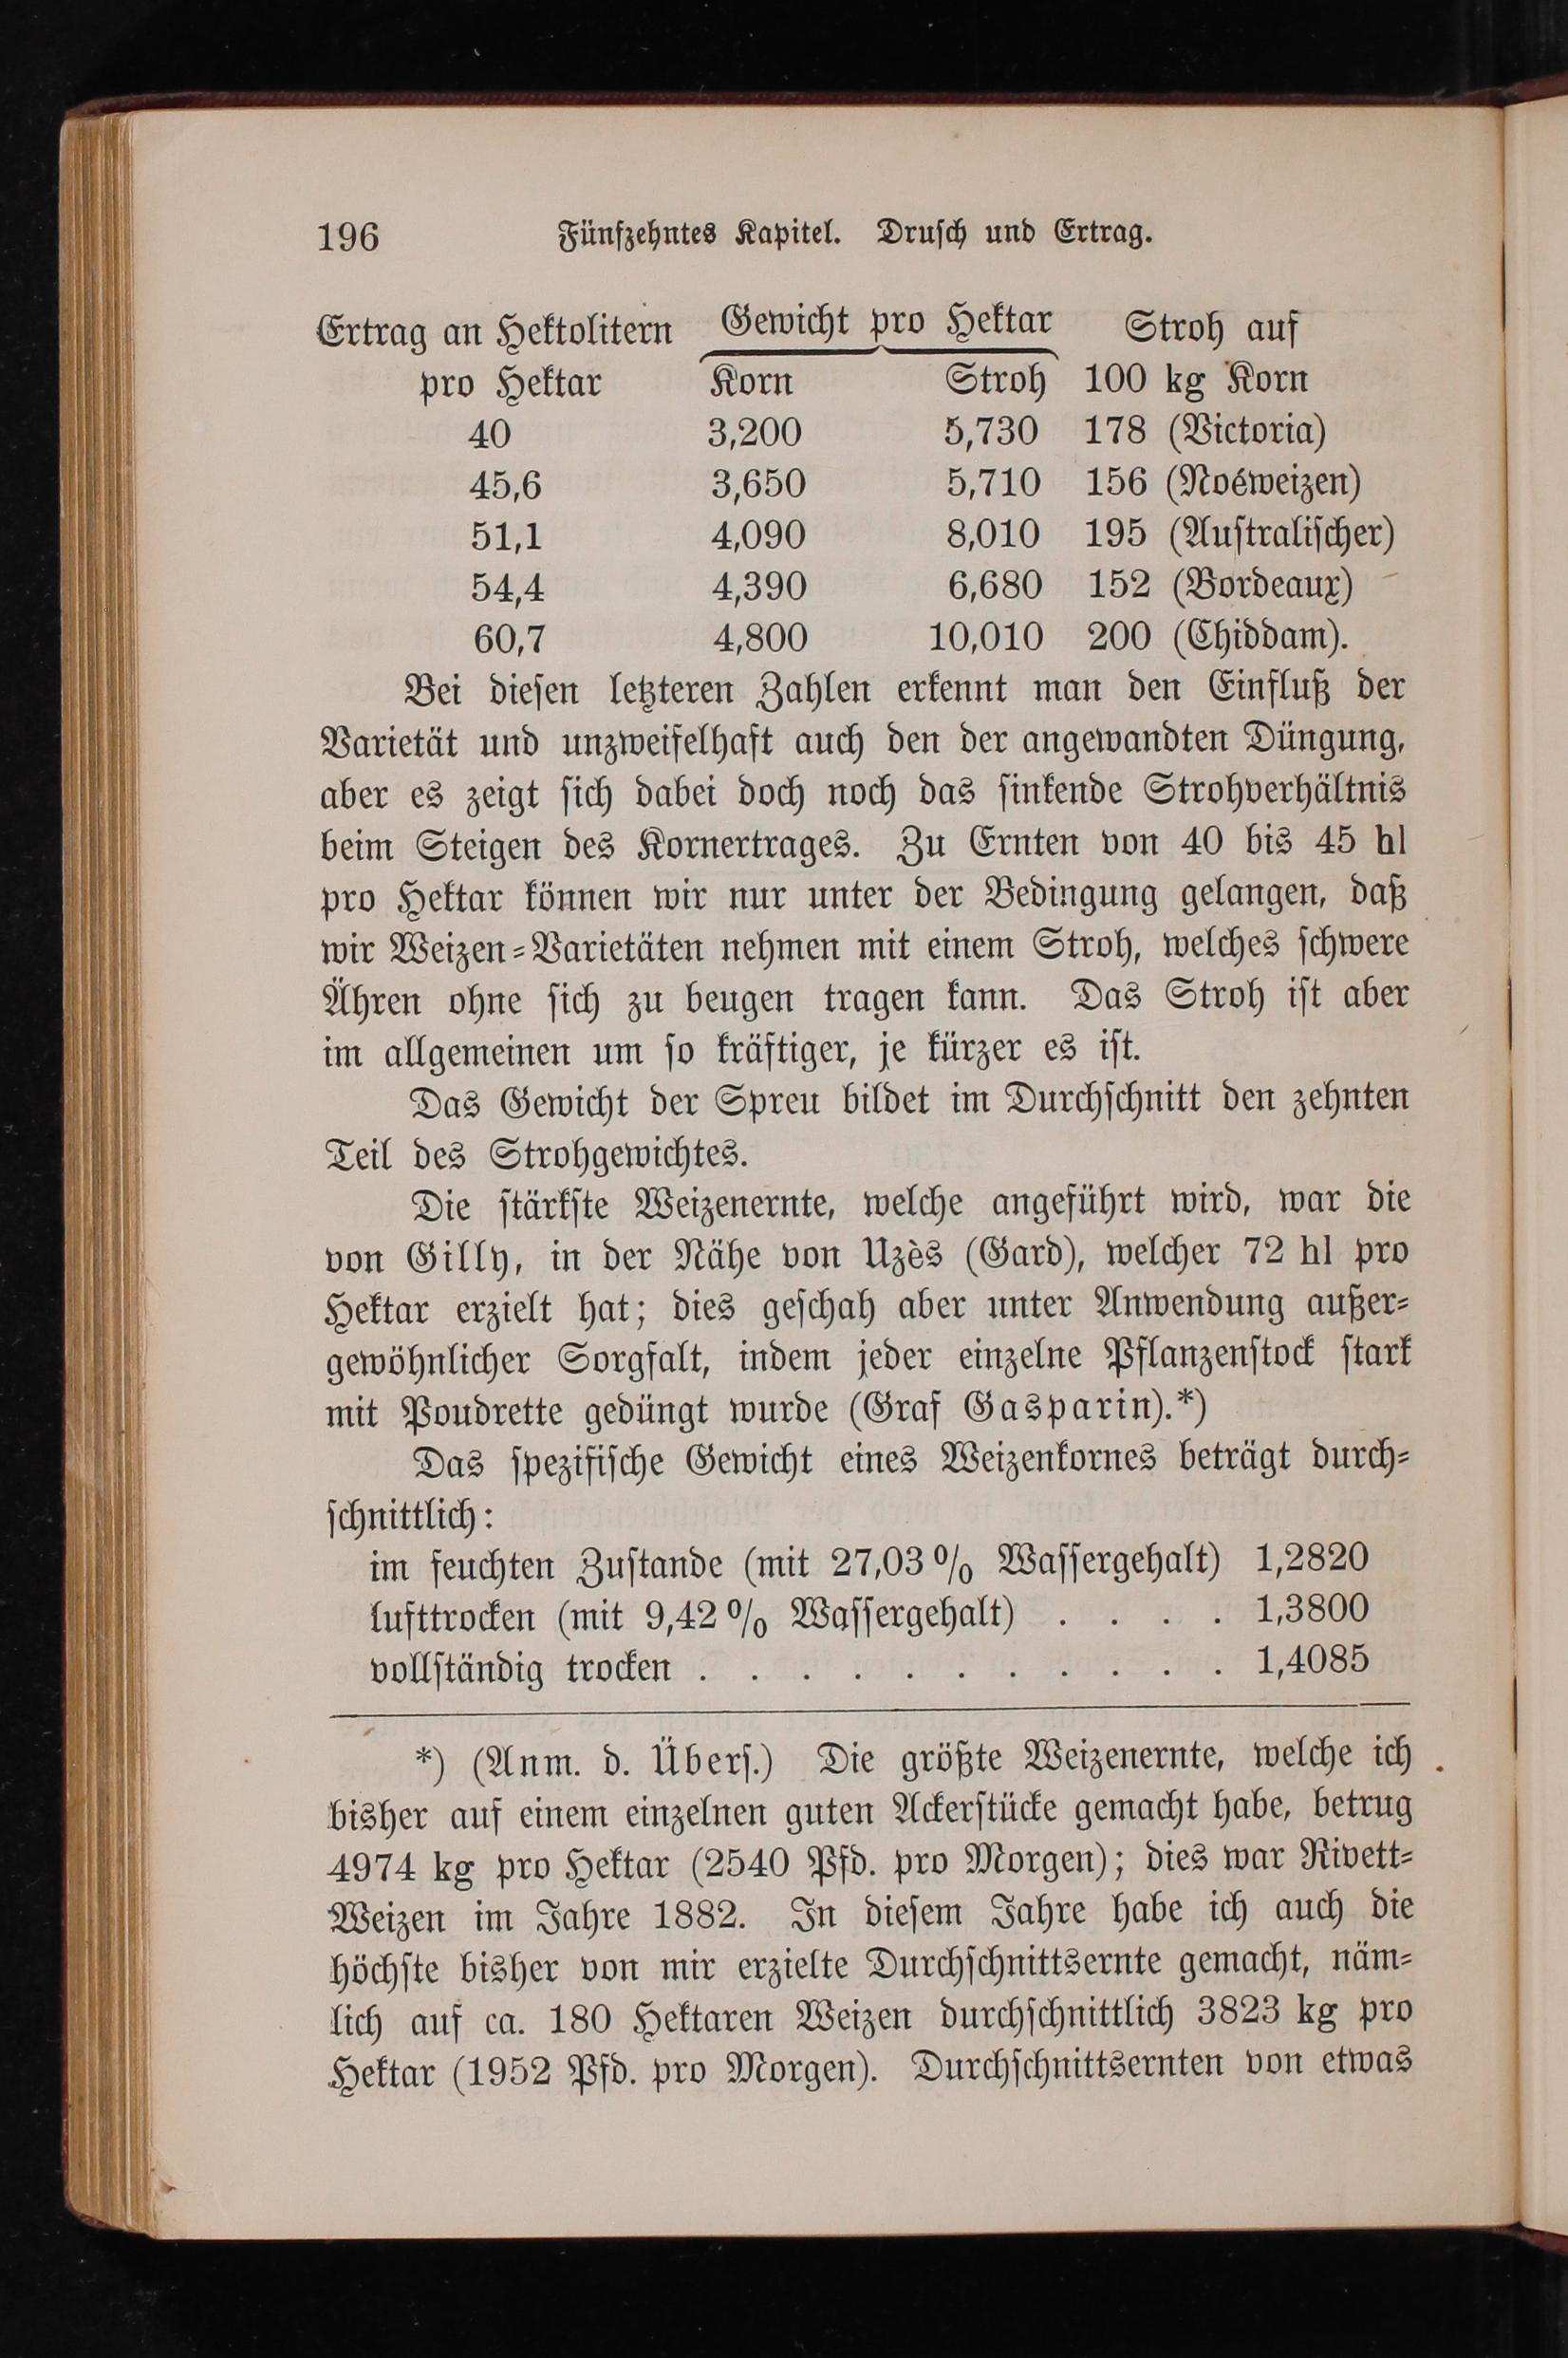 196 Fünfzehntes Kapitel. Drusch und Ertrag.
Ertrag an Hektolitern Gewicht pro Hektar Stroh auf
pro Hektar Korn Stroh 100 kg Korn
40 3,200 5,730 178 (Victoria)
45,6 3,650 5,710 156 (Noéweizen)
51,1 4,090 8,010 195 (Australischer)
54,4 4,390 6,680 152 (Bordeaux)
60,7 4,800 10,010 200 (Chiddam).
Bei diesen letzteren Zahlen erkennt man den Einfluß der
Varietät und unzweifelhaft auch den der angewandten Düngung,
aber es zeigt sich dabei doch noch das sinkende Strohverhältnis
beim Steigen des Kornertrages. Zu Ernten von 40 bis 45 hl
pro Hektar können wir nur unter der Bedingung gelangen, daß
wir Weizen-Varietäten nehmen mit einem Stroh, welches schwere
Ähren ohne sich zu beugen tragen kann. Das Stroh ist aber
im allgemeinen um so kräftiger, je kürzer es ist.
Das Gewicht der Spreu bildet im Durchschnitt den zehnten
Teil des Strohgewichtes.
Die stärkste Weizenernte, welche angeführt wird, war die
von Gilly, in der Nähe von Uzès (Gard), welcher 72 hl pro
Hektar erzielt hat; dies geschah aber unter Anwendung außer-
gewöhnlicher Sorgfalt, indem jeder einzelne Pflanzenstock stark
mit Poudrette gedüngt wurde (Graf Gasparin).*)
Das spezifische Gewicht eines Weizenkornes beträgt durch-
schnittlich:
im feuchten Zustande (mit 27,03 % Wassergehalt) 1,2820
lufttrocken (mit 9,42 % Wassergehalt) . . . . 1,3800
vollständig trocken . . . . . . . . . . . 1,4085
*) (Anm. d. Übers.) Die größte Weizenernte, welche ich
bisher auf einem einzelnen guten Ackerstücke gemacht habe, betrug
4974 kg pro Hektar (2540 Pfd. pro Morgen); dies war Rivett-
Weizen im Jahre 1882. In diesem Jahre habe ich auch die
höchste bisher von mir erzielte Durchschnittsernte gemacht, näm-
lich auf ca. 180 Hektaren Weizen durchschnittlich 3823 kg pro
Hektar (1952 Pfd. pro Morgen). Durchschnittsernten von etwas